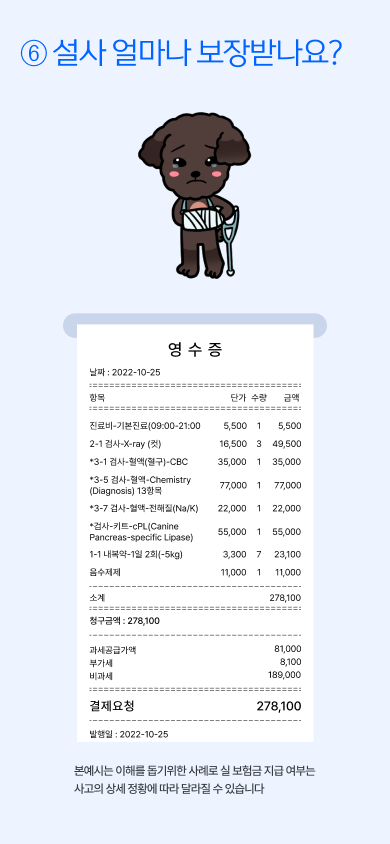 ⑥ 설사 얼마나 보장받나요?
영 수 증
날짜 : 2022-10-25
항목 단가 수량 금액
진료비-기본진료(09:00-21:00 5,500 1 5,500
2-1 검사-X-ray (컷) 16,500 3 49,500
*3-1 검사-혈액(혈구)-CBC 35,000 1 35,000
*3-5 검사-혈액-Chemistry
(Diagnosis) 13항목 77,000 1 77,000
*3-7 검사-혈액-전해질(Na/K) 22,000 1 22,000
*검사-키트-cPL(Canine
Pancreas-specific Lipase) 55,000 1 55,000
1-1 내복약-1일 2회(-5kg) 3,300 7 23,100
음수제제 11,000 1 11,000
소계 278,100
청구금액 : 278,100
과세공급가액 81,000
부가세 8,100
비과세 189,000
결제요청 278,100
발행일 : 2022-10-25
본예시는 이해를 돕기위한 사례로 실 보험금 지급 여부는
사고의 상세 정황에 따라 달라질 수 있습니다